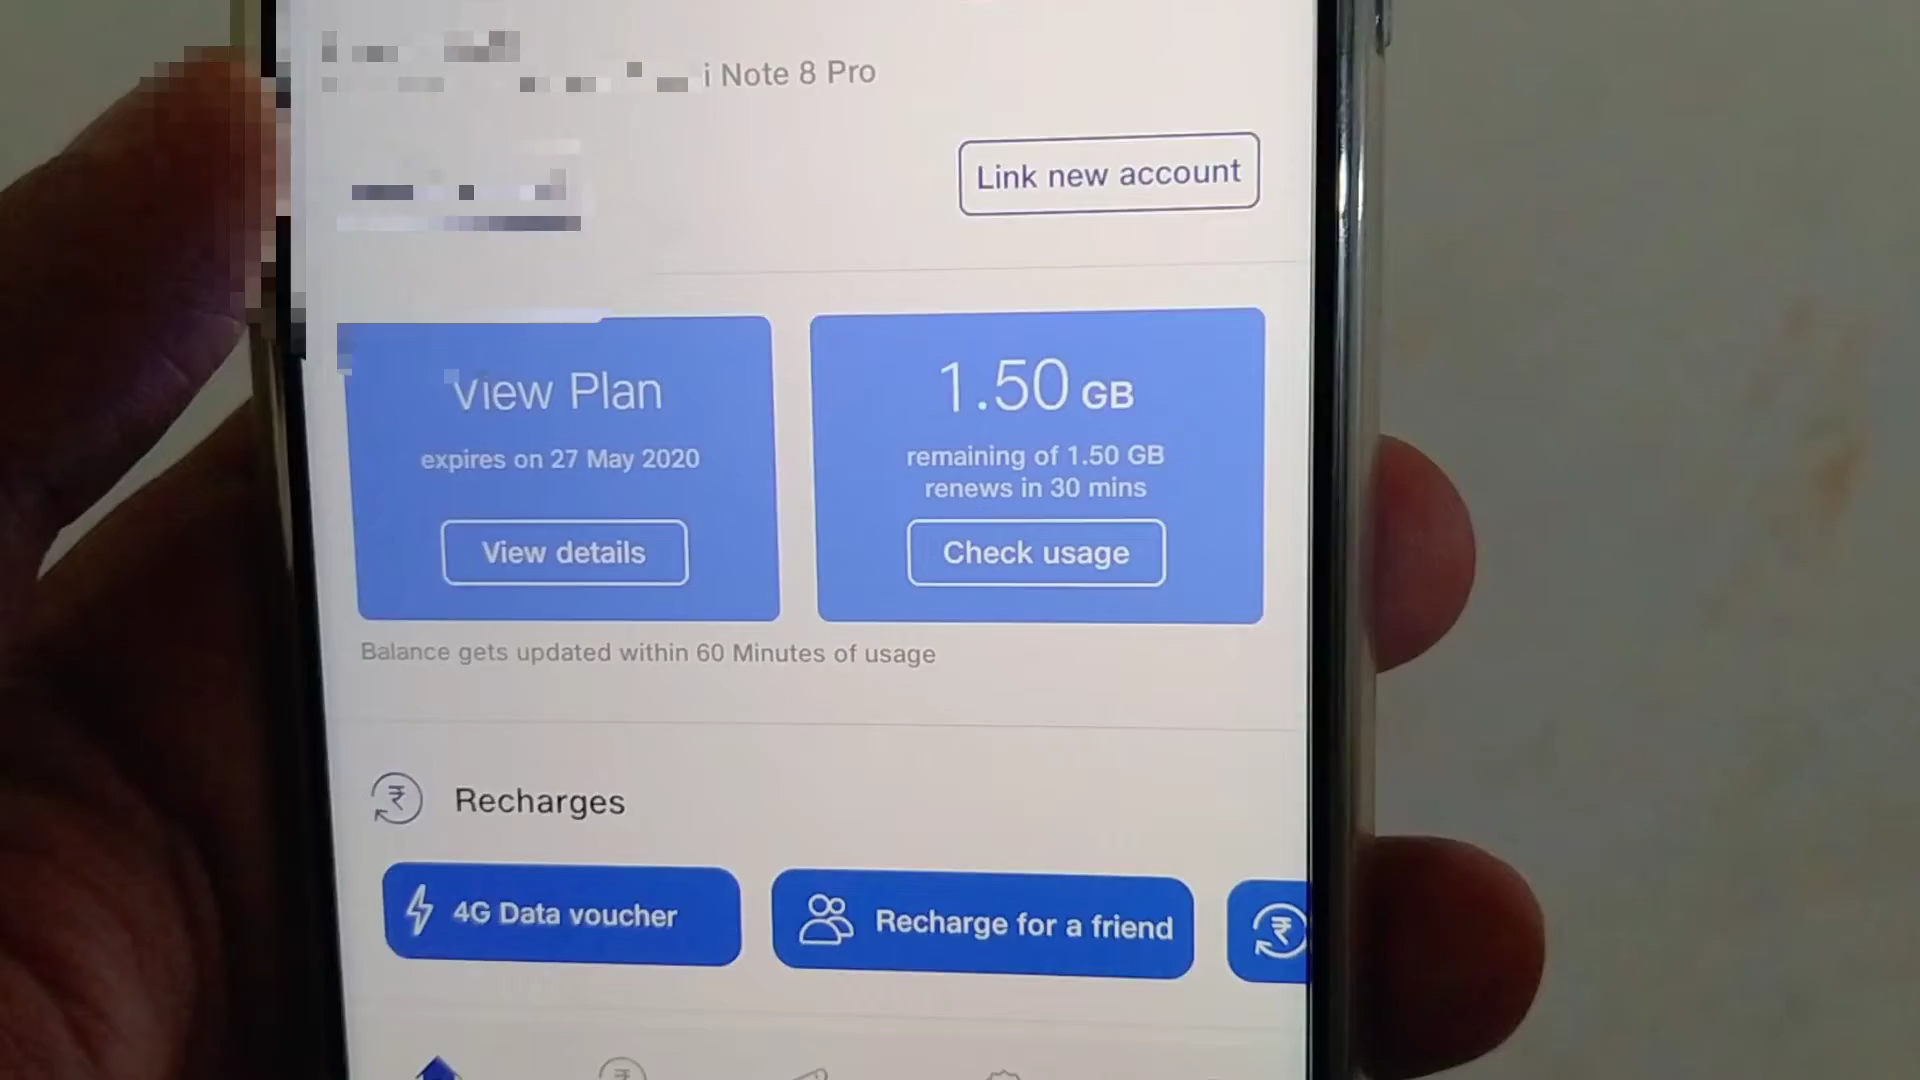 i Note 8 Pro
Link new account
View Plan
expires on 27 May 2020
View details
1.50 GB
remaining of 1.50 GB
renews in 30 mins
Check usage
Balance gets updated within 60 Minutes of usage
₹ Recharges
4G Data voucher
Recharge for a friend
₹